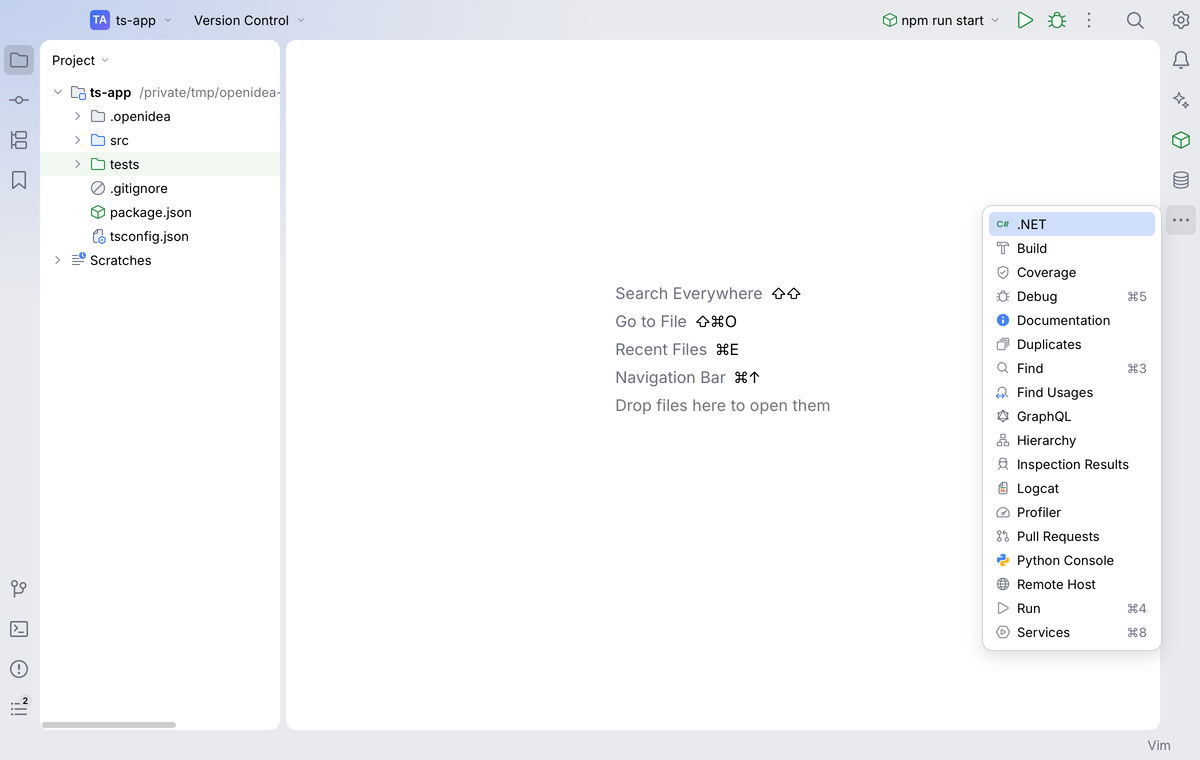 TA ts-app Version Control npm run start
Project
ts-app /private/tmp/openidea-
.openidea
src
tests
.gitignore
package.json
tsconfig.json
Scratches
Search Everywhere ⇧⇧
Go to File ⇧⌘O
Recent Files ⌘E
Navigation Bar ⌘↑
Drop files here to open them
C# .NET
Build
Coverage
Debug ⌘5
Documentation
Duplicates
Find ⌘3
Find Usages
GraphQL
Hierarchy
Inspection Results
Logcat
Profiler
Pull Requests
Python Console
Remote Host
Run ⌘4
Services ⌘8
2
Vim